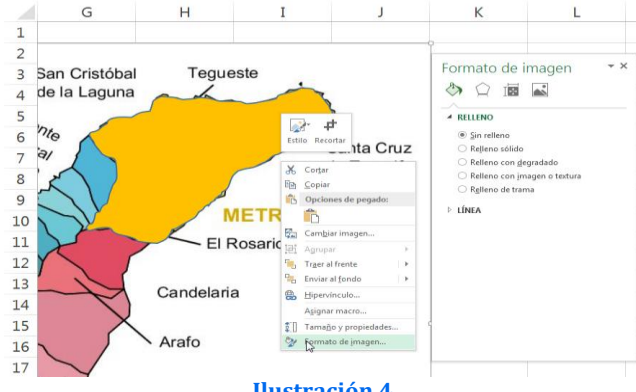 G H I J K L
1
2
3
4
5
6
7
8
9
10
11
12
13
14
15
16
17
San Cristóbal
de la Laguna
Tegueste
Santa Cruz
METR
El Rosario
Candelaria
Arafo
Estilo Recortar
Cortar
Copiar
Opciones de pegado:
Cambiar imagen...
Agrupar
Traer al frente
Enviar al fondo
Hipervínculo...
Asignar macro...
Tamaño y propiedades...
Formato de imagen...
Formato de imagen
RELLENO
Sin relleno
Relleno sólido
Relleno con degradado
Relleno con imagen o textura
Relleno de trama
LÍNEA
Ilustración 4